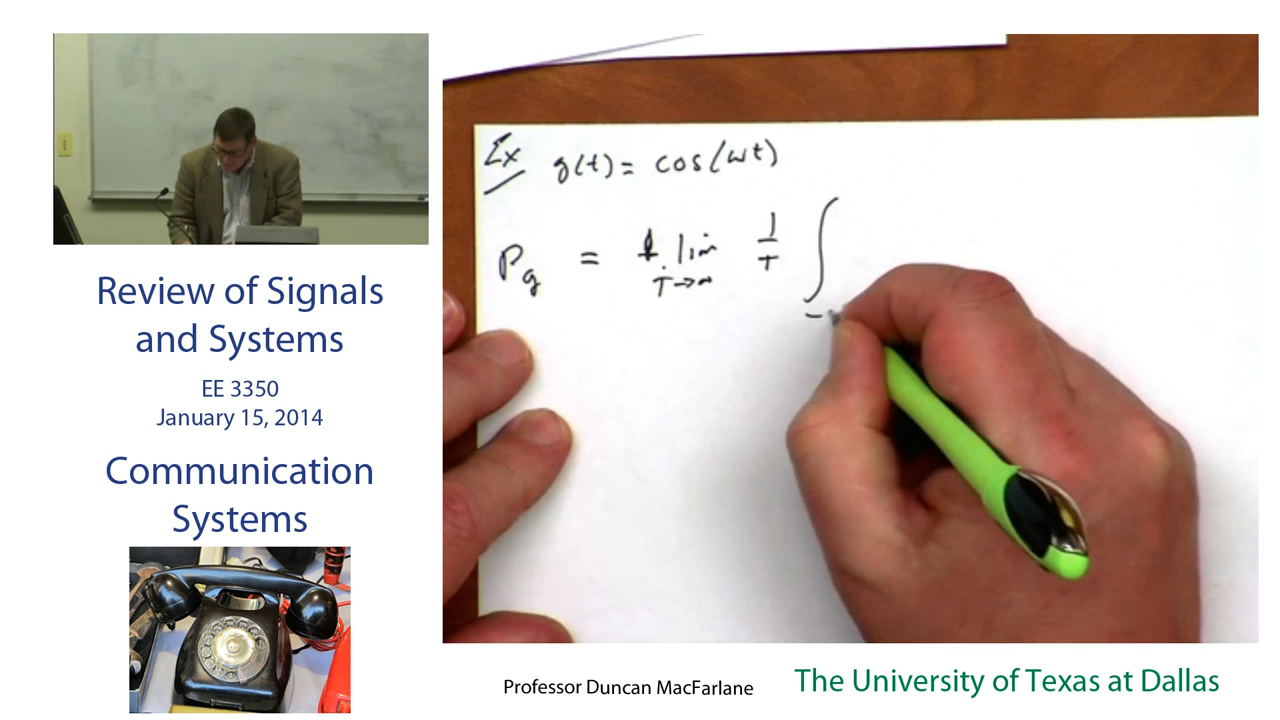 Review of Signals
and Systems
EE 3350
January 15, 2014
Communication
Systems
Ex g(t) = cos(ωt)
P_g = lim T→∞ 1/T ∫ -
Professor Duncan MacFarlane
The University of Texas at Dallas